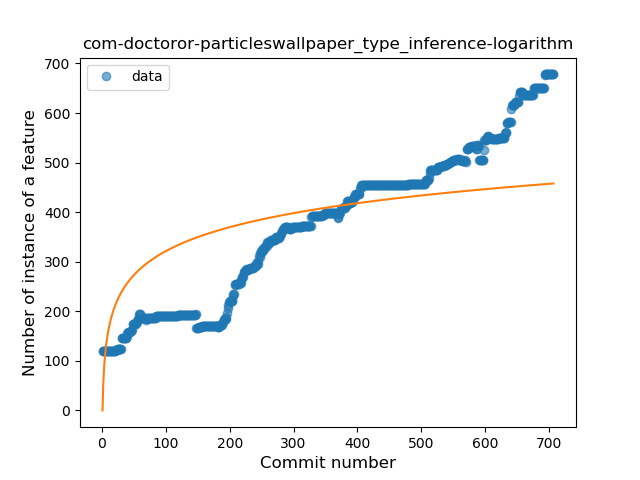 com-doctoror-particleswallpaper_type_inference-logarithm
data
Number of instance of a feature
700
600
500
400
300
200
100
0
0 100 200 300 400 500 600 700
Commit number